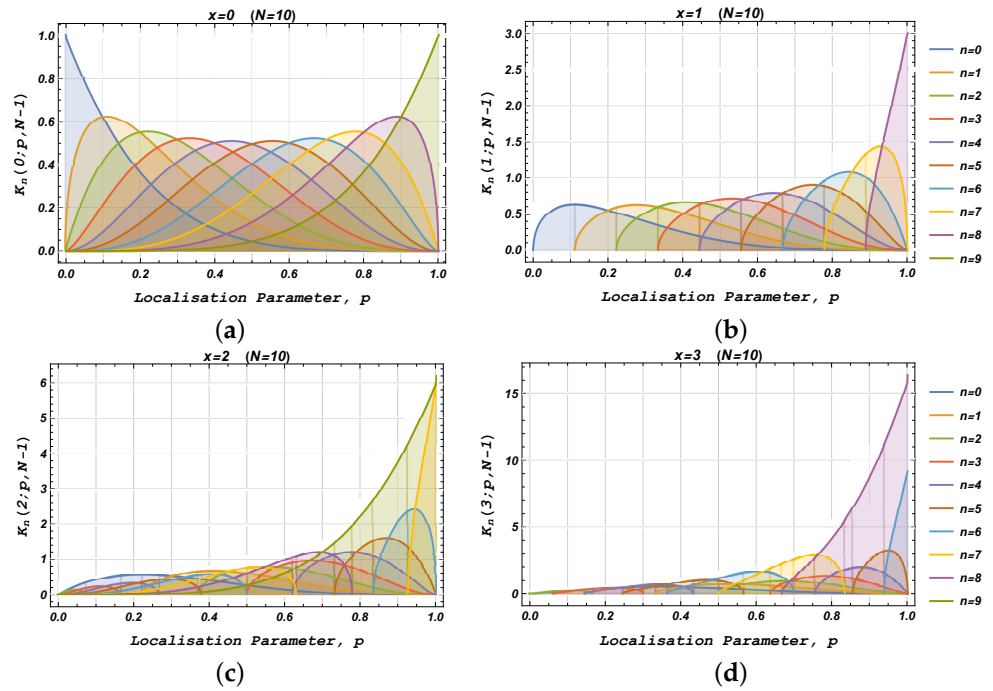 x=0 (N=10)
K_n(0;p,N-1)
1.0
0.8
0.6
0.4
0.2
0.0
0.0 0.2 0.4 0.6 0.8 1.0
Localisation Parameter, p
(a)
x=1 (N=10)
K_n(1;p,N-1)
3.0
2.5
2.0
1.5
1.0
0.5
0.0
0.0 0.2 0.4 0.6 0.8 1.0
Localisation Parameter, p
(b)
n=0
n=1
n=2
n=3
n=4
n=5
n=6
n=7
n=8
n=9
x=2 (N=10)
K_n(2;p,N-1)
6
5
4
3
2
1
0
0.0 0.2 0.4 0.6 0.8 1.0
Localisation Parameter, p
(c)
x=3 (N=10)
K_n(3;p,N-1)
15
10
5
0
0.0 0.2 0.4 0.6 0.8 1.0
Localisation Parameter, p
(d)
n=0
n=1
n=2
n=3
n=4
n=5
n=6
n=7
n=8
n=9